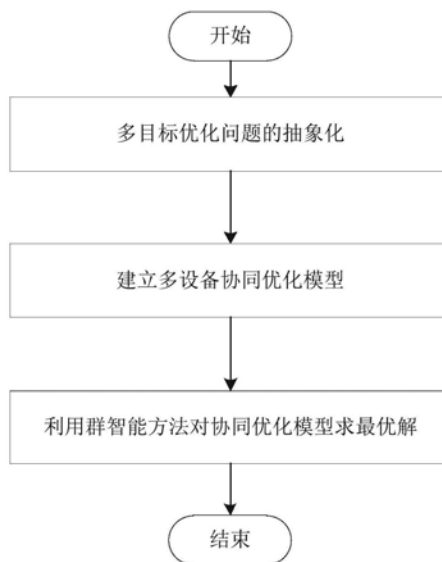 开始
多目标优化问题的抽象化
建立多设备协同优化模型
利用群智能方法对协同优化模型求最优解
结束